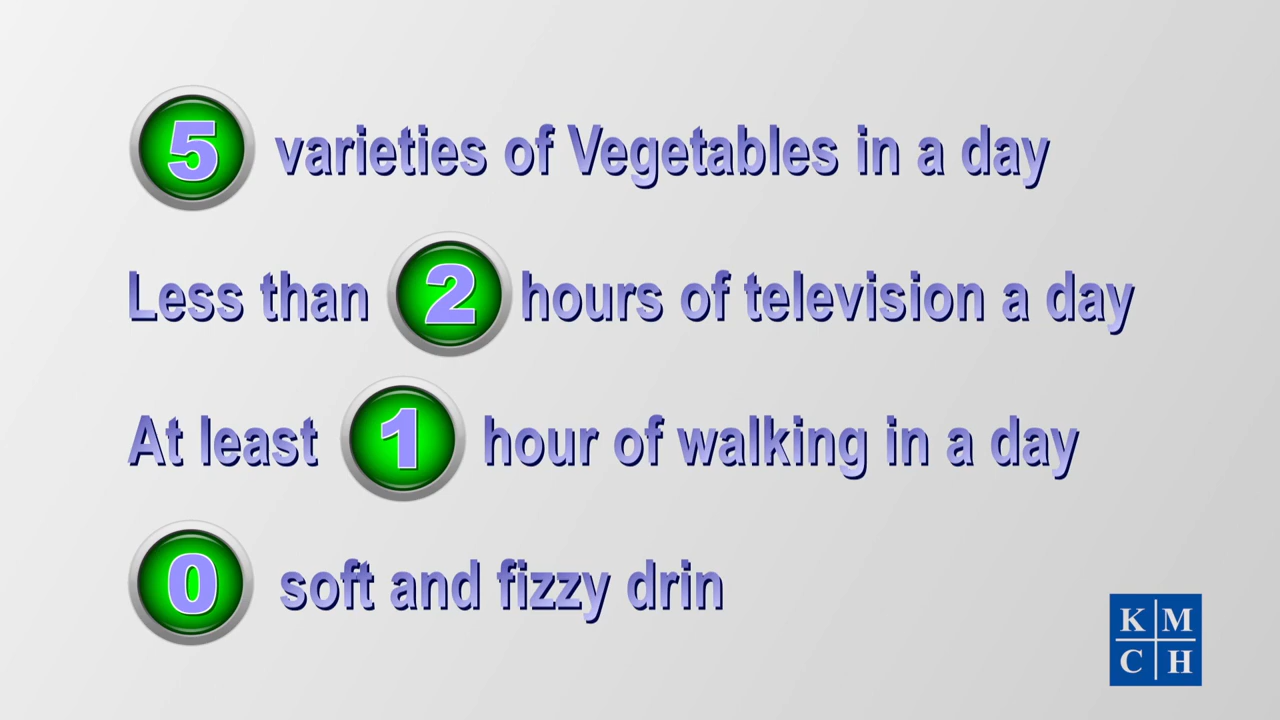 5 varieties of Vegetables in a day
Less than 2 hours of television a day
At least 1 hour of walking in a day
0 soft and fizzy drin
K M
C H